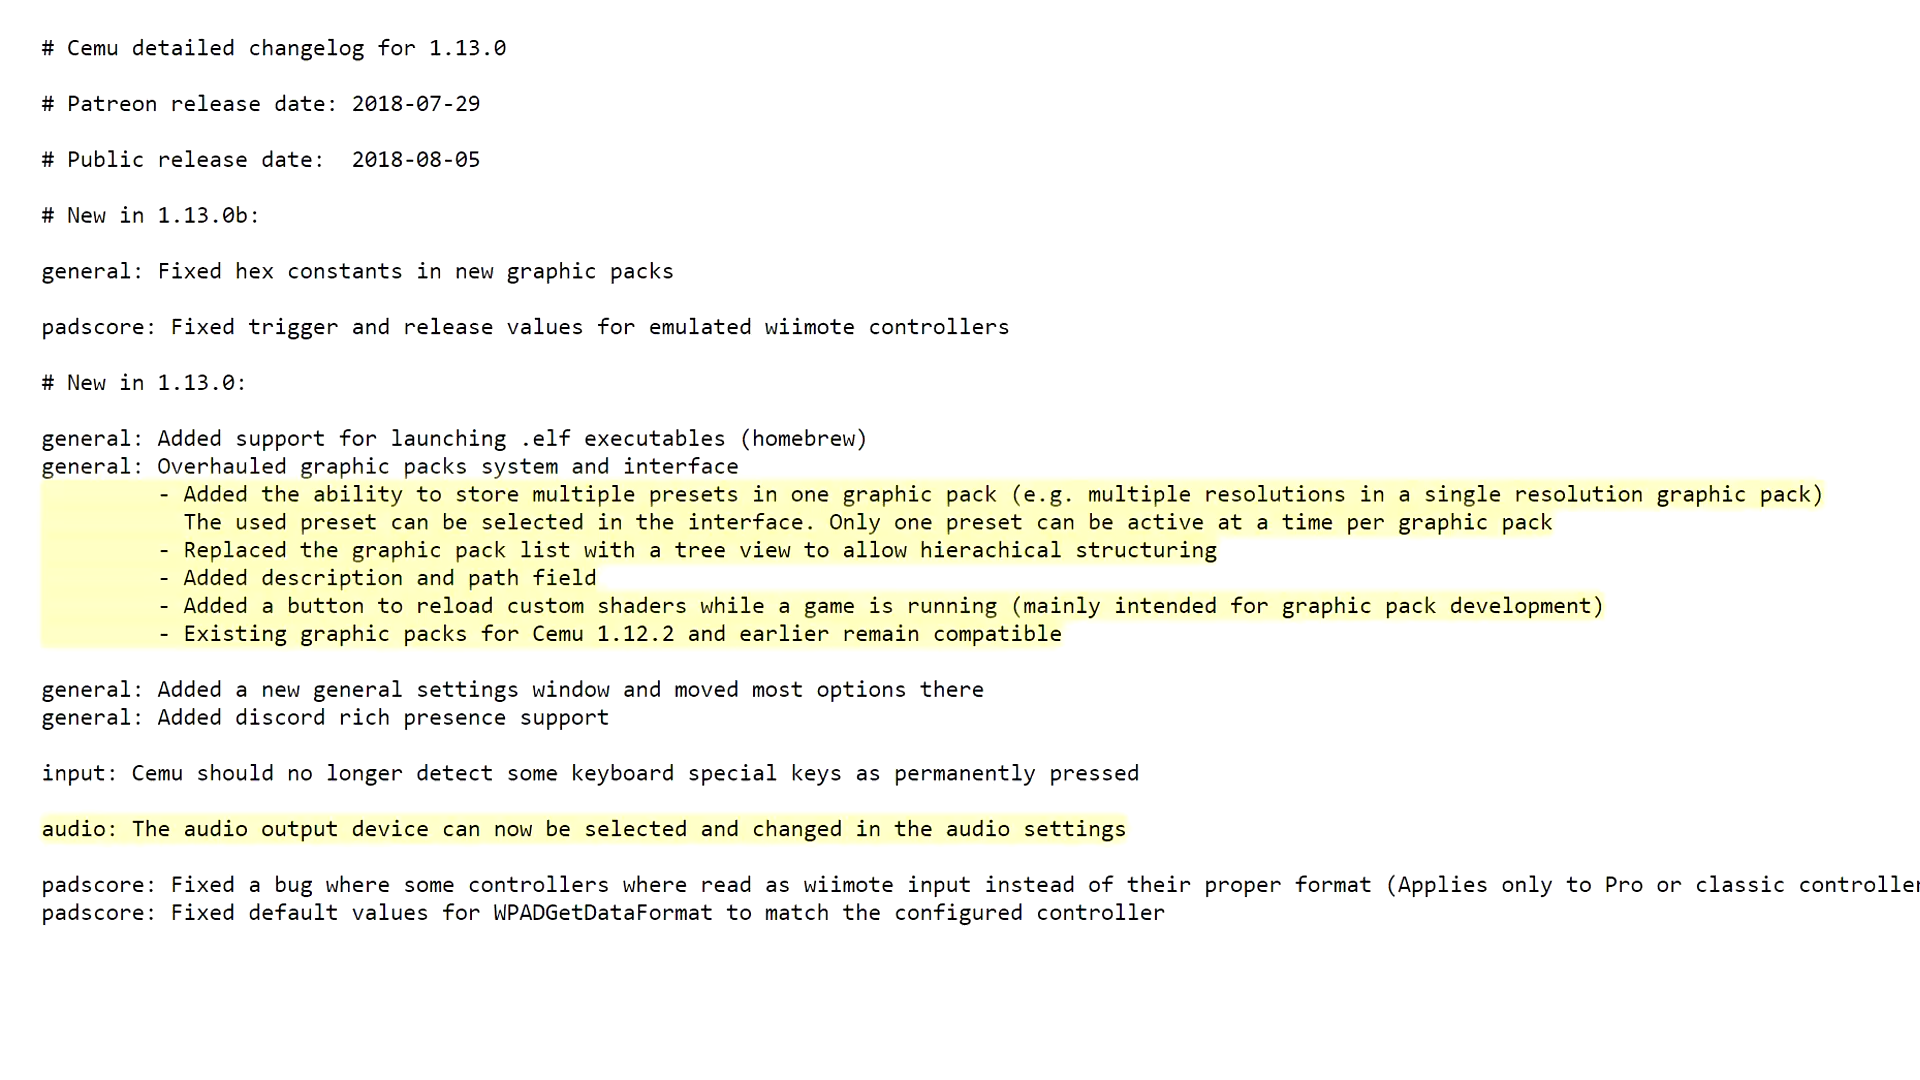 # Cemu detailed changelog for 1.13.0
# Patreon release date: 2018-07-29
# Public release date:  2018-08-05
# New in 1.13.0b:
general: Fixed hex constants in new graphic packs
padscore: Fixed trigger and release values for emulated wiimote controllers
# New in 1.13.0:
general: Added support for launching .elf executables (homebrew)
general: Overhauled graphic packs system and interface
- Added the ability to store multiple presets in one graphic pack (e.g. multiple resolutions in a single resolution graphic pack)
The used preset can be selected in the interface. Only one preset can be active at a time per graphic pack
- Replaced the graphic pack list with a tree view to allow hierachical structuring
- Added description and path field
- Added a button to reload custom shaders while a game is running (mainly intended for graphic pack development)
- Existing graphic packs for Cemu 1.12.2 and earlier remain compatible
general: Added a new general settings window and moved most options there
general: Added discord rich presence support
input: Cemu should no longer detect some keyboard special keys as permanently pressed
audio: The audio output device can now be selected and changed in the audio settings
padscore: Fixed a bug where some controllers where read as wiimote input instead of their proper format (Applies only to Pro or classic controller
padscore: Fixed default values for WPADGetDataFormat to match the configured controller